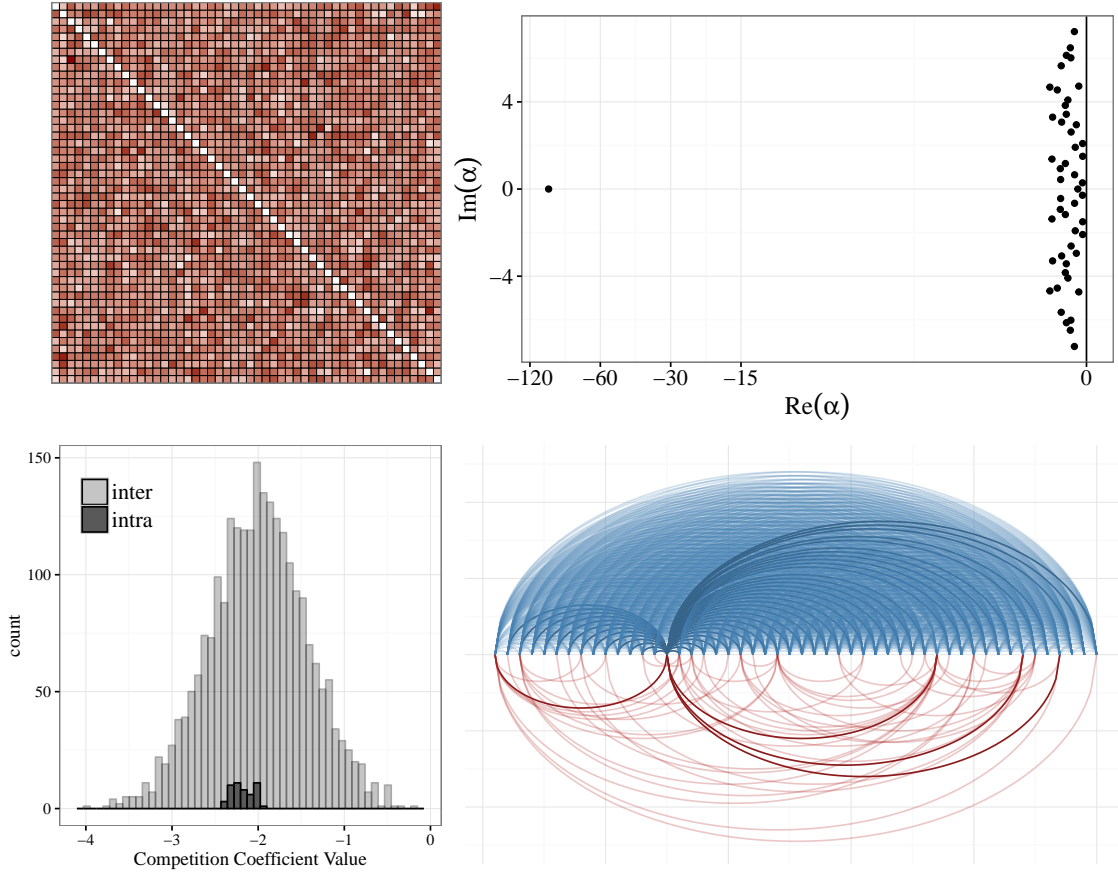 4
0
−4
Im(α)
−120 −60 −30 −15 0
Re(α)
150
100
50
0
count
inter
intra
−4 −3 −2 −1 0
Competition Coefficient Value